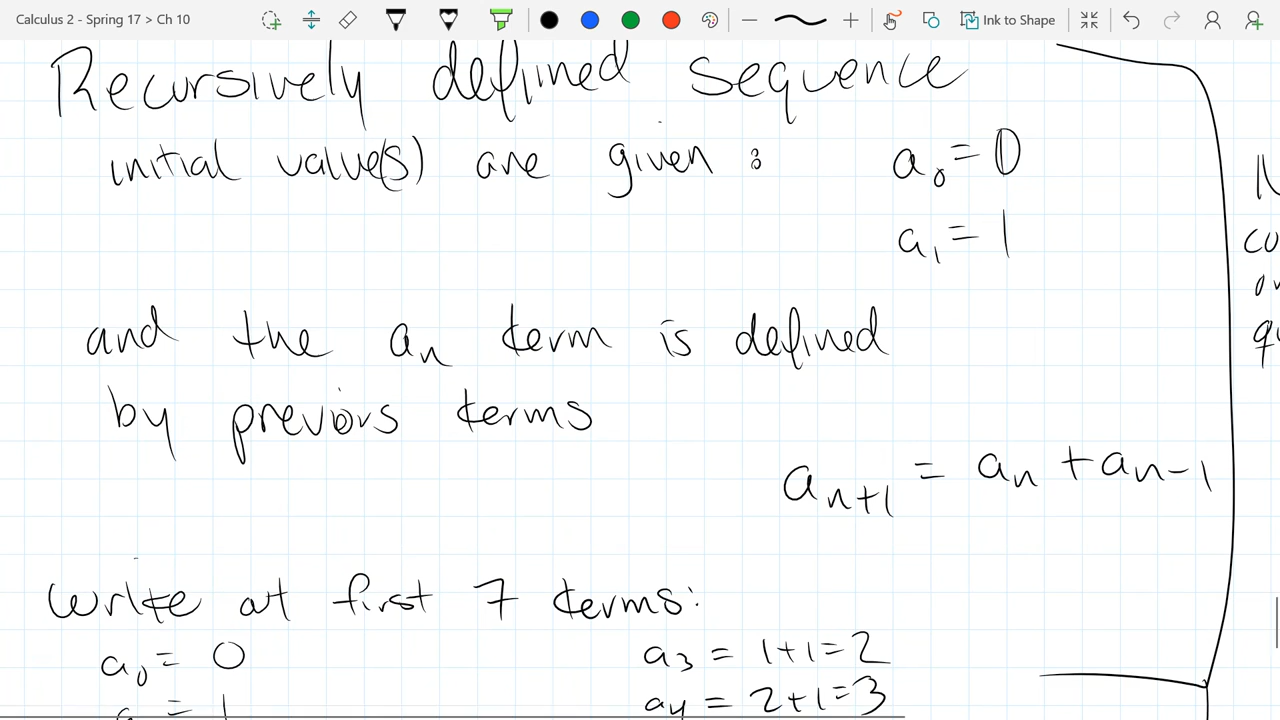 Calculus 2 - Spring 17 > Ch 10
Ink to Shape
Recursively defined sequence
initial value(s) are given :
a₀ = 0
a₁ = 1
and the aₙ term is defined
by previous terms
aₙ₊₁ = aₙ + aₙ₋₁
Write at first 7 terms:
a₀ = 0
a₃ = 1+1=2
= 1
a₄ = 2+1=3